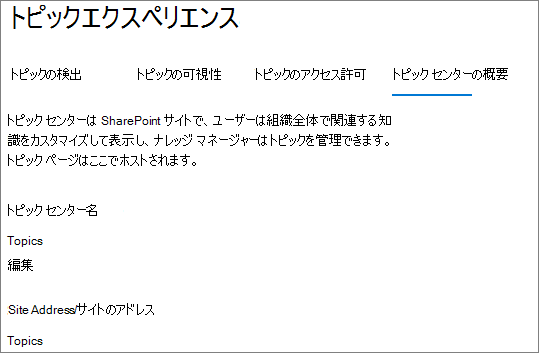 トピックエクスペリエンス
トピックの検出 トピックの可視性 トピックのアクセス許可 トピック センターの概要
トピック センターは SharePoint サイトで、ユーザーは組織全体で関連する知
識をカスタマイズして表示し、ナレッジ マネージャーはトピックを管理できます。
トピック ページはここでホストされます。
トピック センター名
Topics
編集
Site Address/サイトのアドレス
Topics